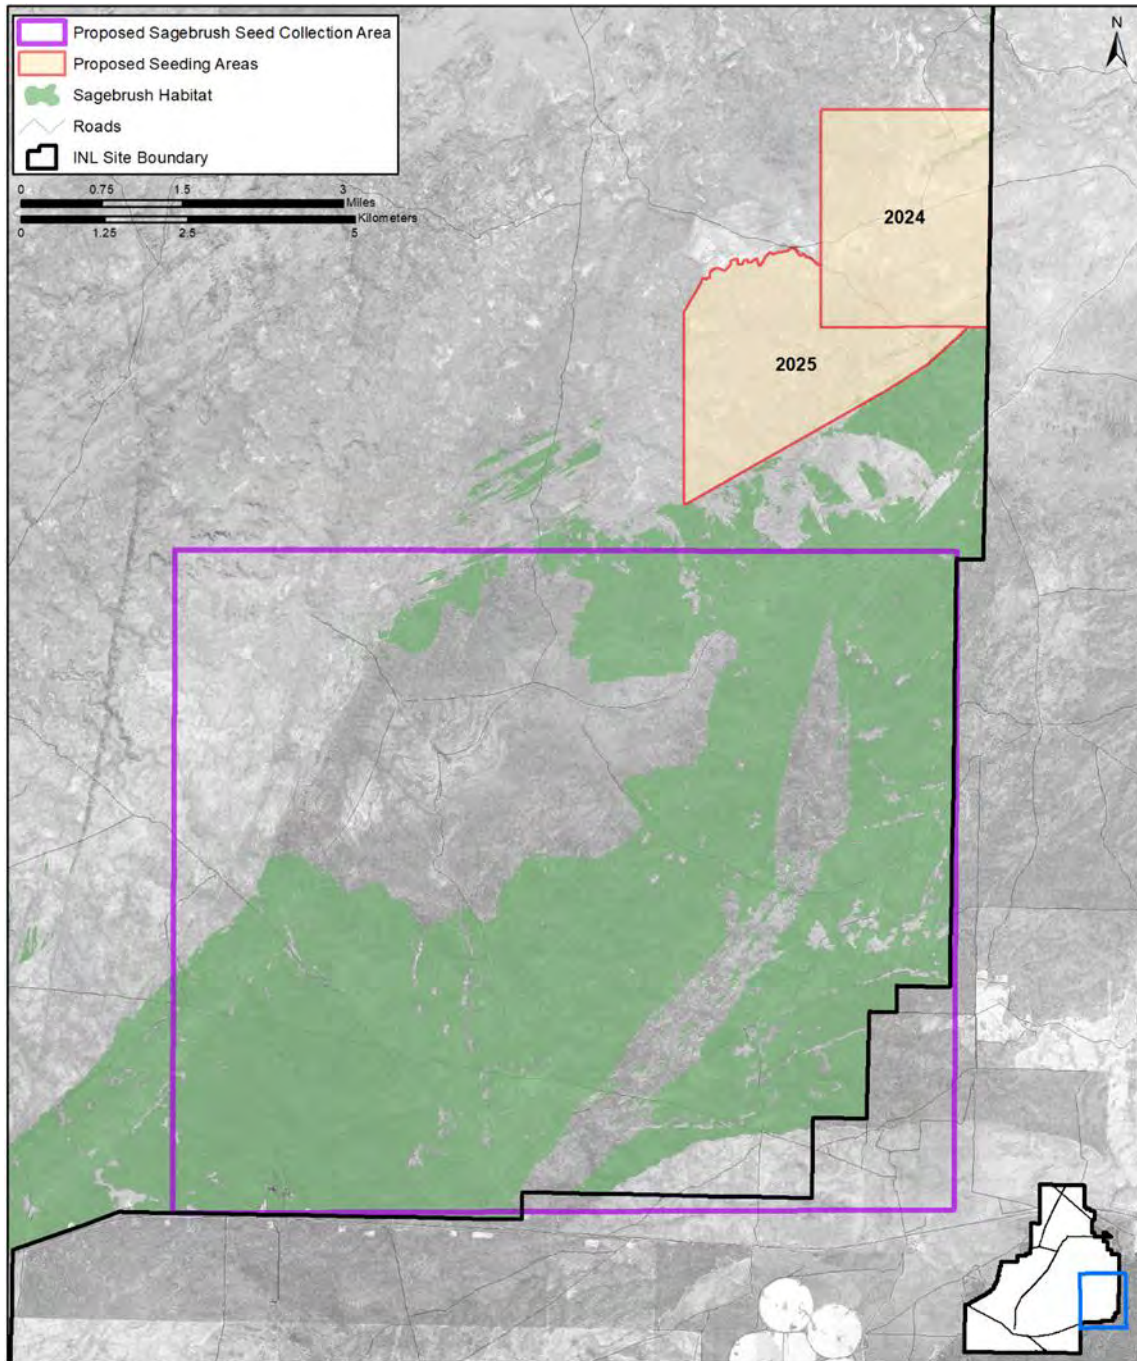 Proposed Sagebrush Seed Collection Area
Proposed Seeding Areas
Sagebrush Habitat
Roads
INL Site Boundary
N
0 0.75 1.5 3
Miles
Kilometers
0 1.25 2.5 5
2024
2025